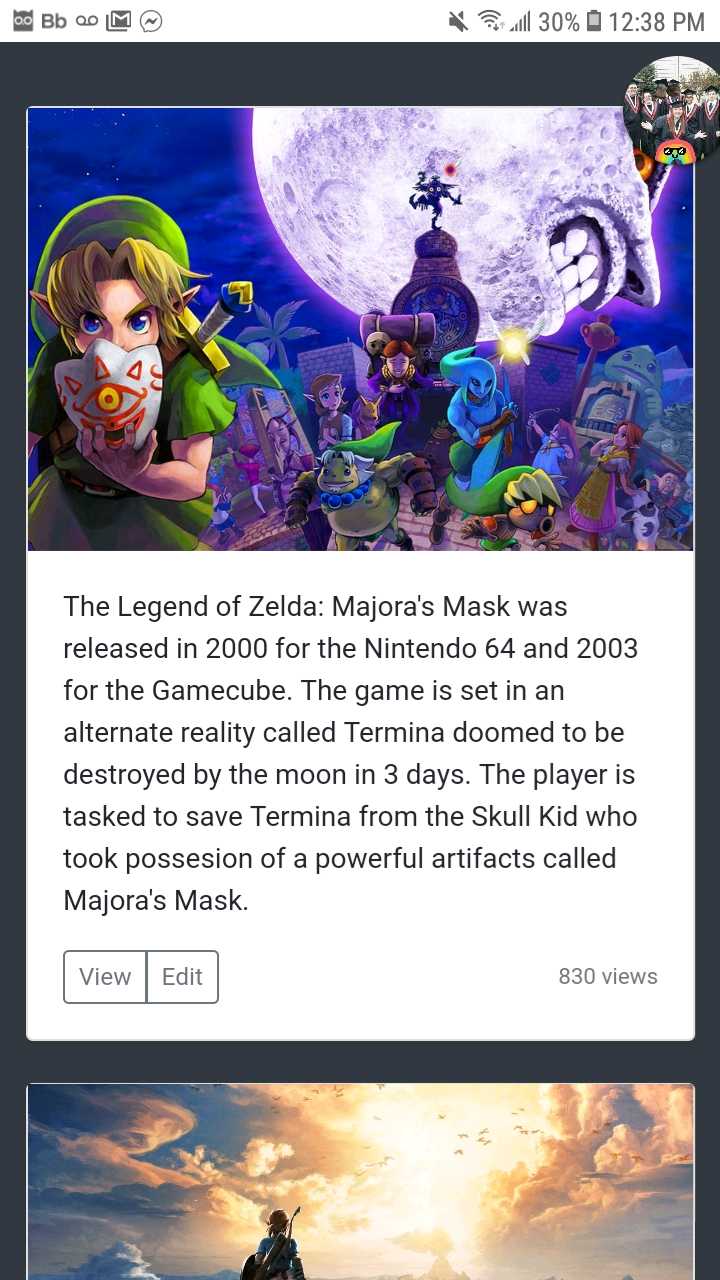 Bb 30% 12:38 PM
The Legend of Zelda: Majora's Mask was
released in 2000 for the Nintendo 64 and 2003
for the Gamecube. The game is set in an
alternate reality called Termina doomed to be
destroyed by the moon in 3 days. The player is
tasked to save Termina from the Skull Kid who
took possesion of a powerful artifacts called
Majora's Mask.
View Edit 830 views